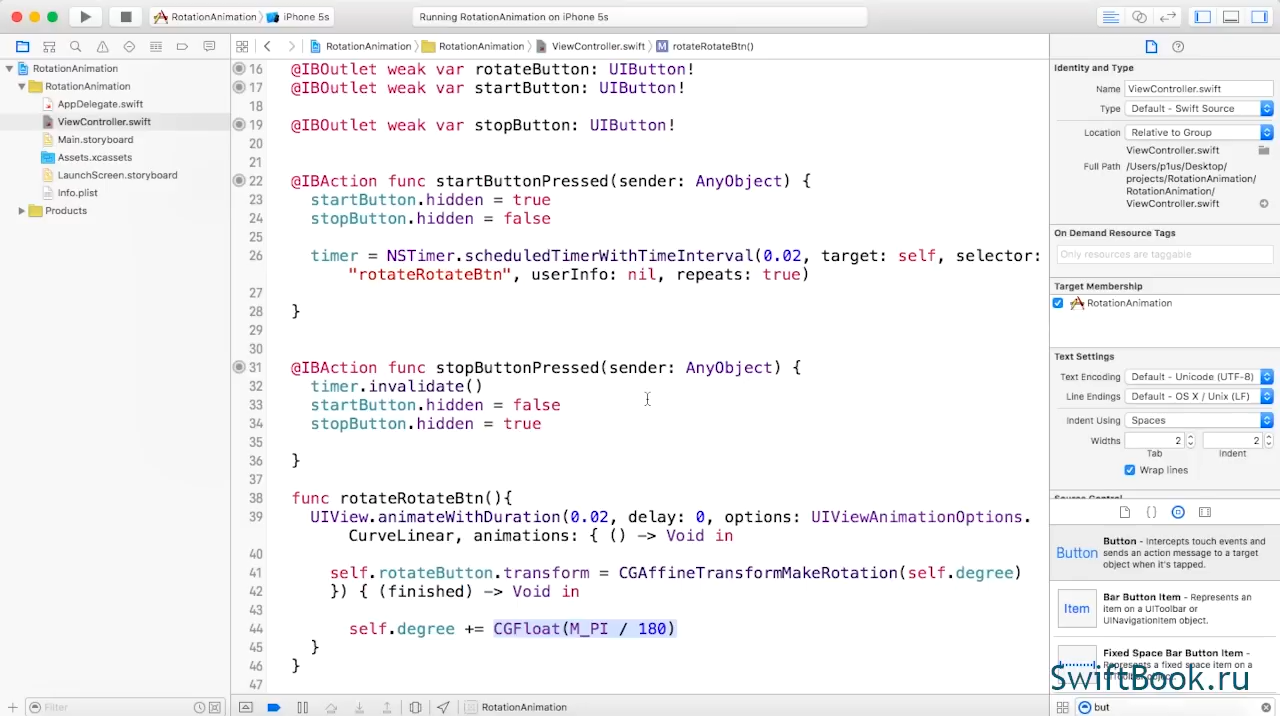 RotationAnimation > iPhone 5s
Running RotationAnimation on iPhone 5s
RotationAnimation > RotationAnimation > ViewController.swift > M rotateRotateBtn()
RotationAnimation
RotationAnimation
AppDelegate.swift
ViewController.swift
Main.storyboard
Assets.xcassets
LaunchScreen.storyboard
Info.plist
Products
Filter
16 @IBOutlet weak var rotateButton: UIButton!
17 @IBOutlet weak var startButton: UIButton!
18
19 @IBOutlet weak var stopButton: UIButton!
20
21
22 @IBAction func startButtonPressed(sender: AnyObject) {
23 startButton.hidden = true
24 stopButton.hidden = false
25
26 timer = NSTimer.scheduledTimerWithTimeInterval(0.02, target: self, selector:
"rotateRotateBtn", userInfo: nil, repeats: true)
27
28 }
29
30
31 @IBAction func stopButtonPressed(sender: AnyObject) {
32 timer.invalidate()
33 startButton.hidden = false
34 stopButton.hidden = true
35
36 }
37
38 func rotateRotateBtn(){
39 UIView.animateWithDuration(0.02, delay: 0, options: UIViewAnimationOptions.
CurveLinear, animations: { () -> Void in
40
41 self.rotateButton.transform = CGAffineTransformMakeRotation(self.degree)
42 }) { (finished) -> Void in
43
44 self.degree += CGFloat(M_PI / 180)
45 }
46 }
47
RotationAnimation
Identity and Type
Name ViewController.swift
Type Default - Swift Source
Location Relative to Group
ViewController.swift
Full Path /Users/p1us/Desktop/
projects/RotationAnimation/
RotationAnimation/
ViewController.swift
On Demand Resource Tags
Only resources are taggable
Target Membership
RotationAnimation
Text Settings
Text Encoding Default - Unicode (UTF-8)
Line Endings Default - OS X / Unix (LF)
Indent Using Spaces
Widths 2 2
Tab Indent
Wrap lines
Source Control
Button
Button - Intercepts touch events and
sends an action message to a target
object when it's tapped.
Item
Bar Button Item - Represents an
item on a UIToolbar or
UINavigationItem object.
Fixed Space Bar Button Item -
Represents a fixed space item on a
SwiftBook.ru
but